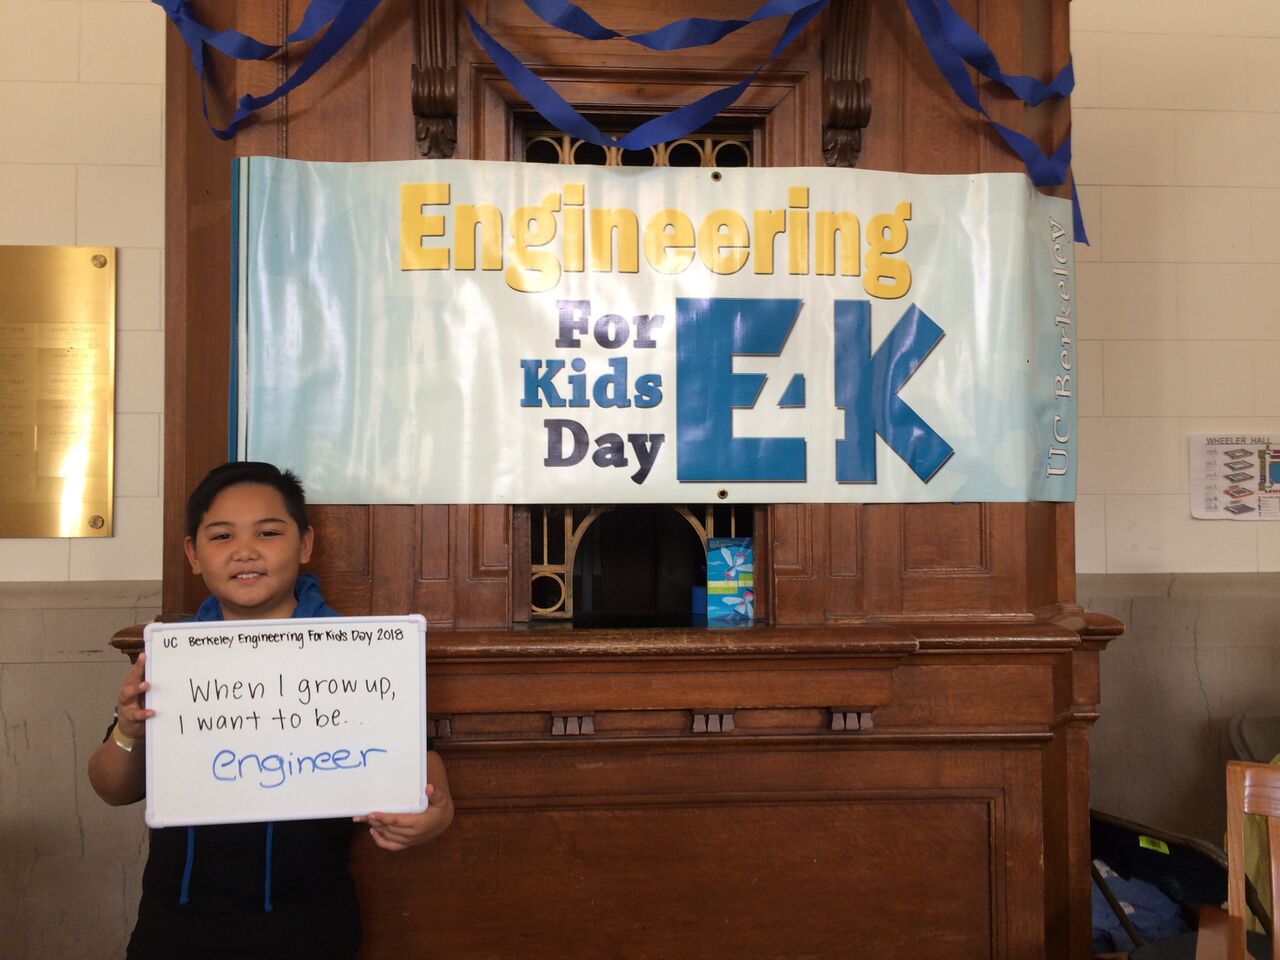 Engineering
For
Kids
Day
E4K
UC Berkeley
WHEELER HALL
UC Berkeley Engineering For Kids Day 2018
When I grow up,
I want to be...
engineer